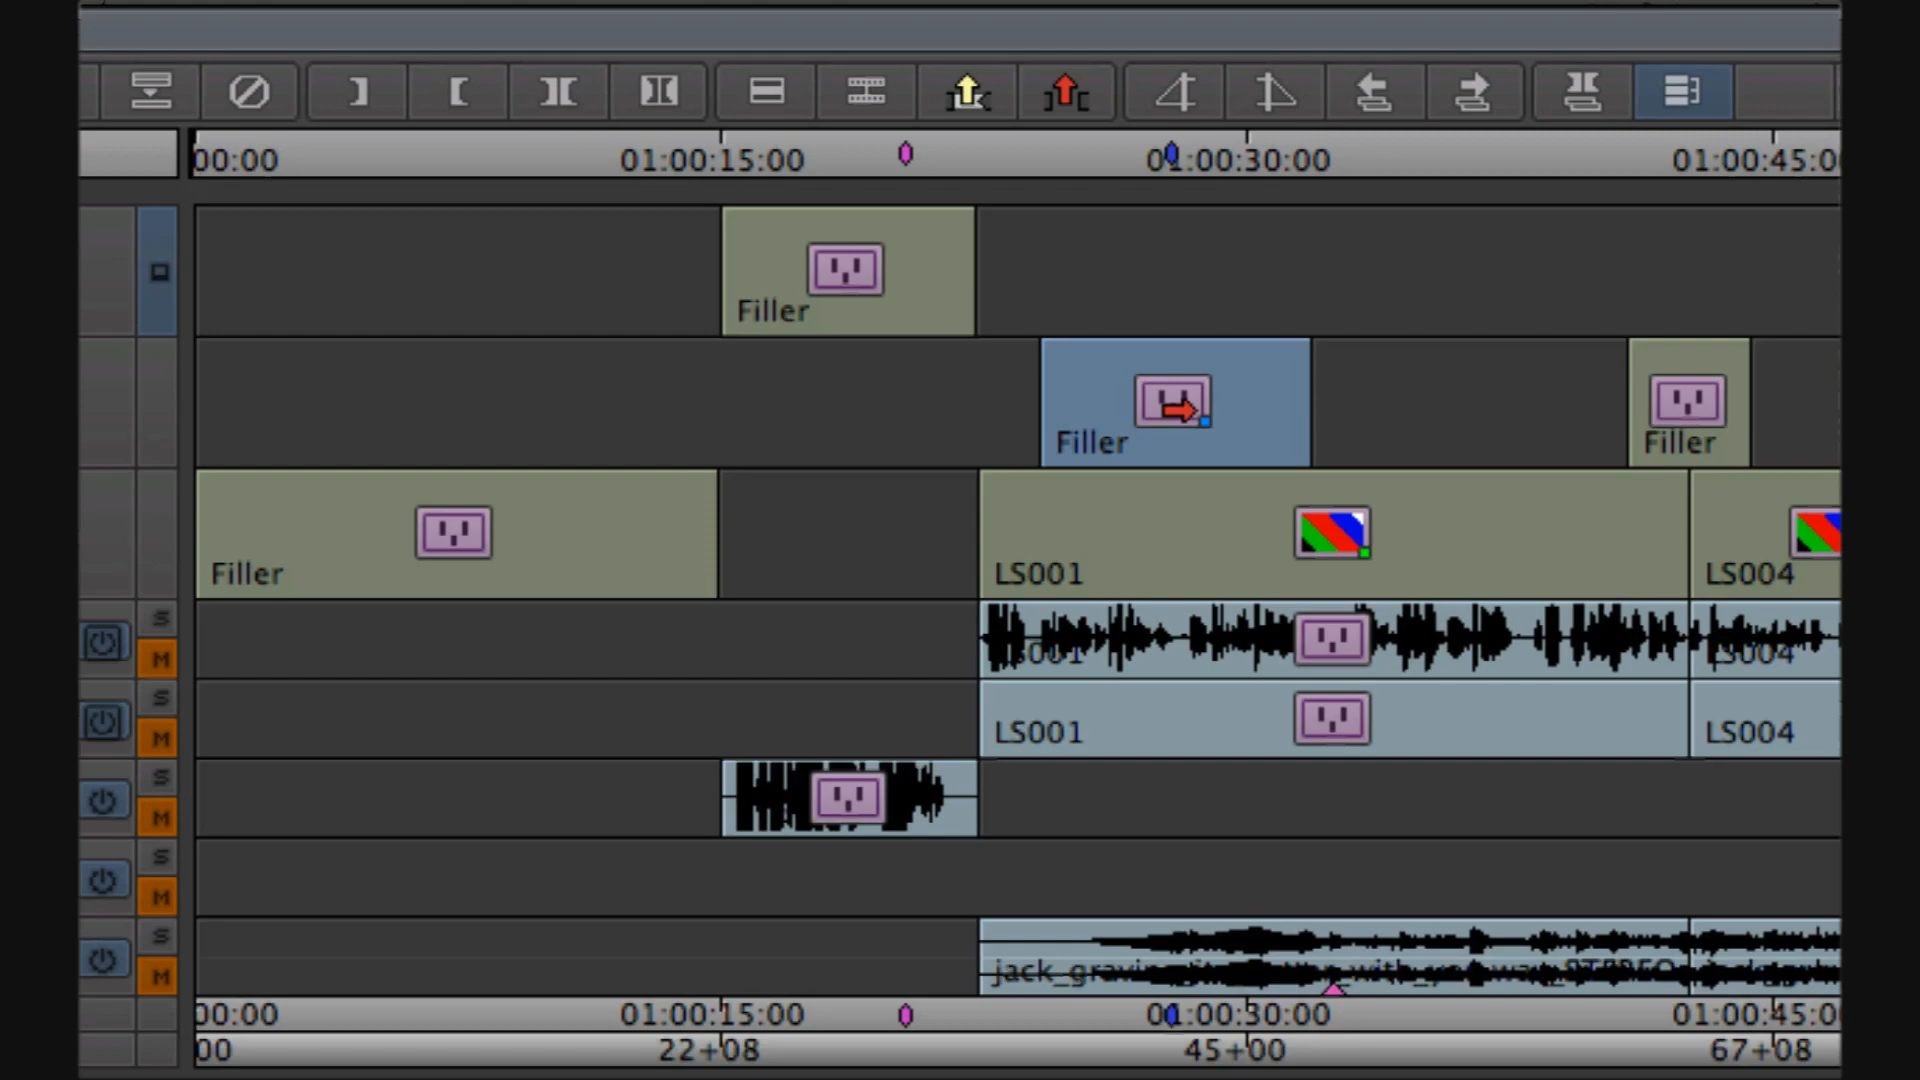 00:00 01:00:15:00 01:00:30:00 01:00:45:0
Filler
Filler Filler
Filler LS001 LS004
S
M LS001 LS004
S
M LS001 LS004
S
M
S
M
S
M
00:00 01:00:15:00 01:00:30:00 01:00:45:0
00 22+08 45+00 67+08